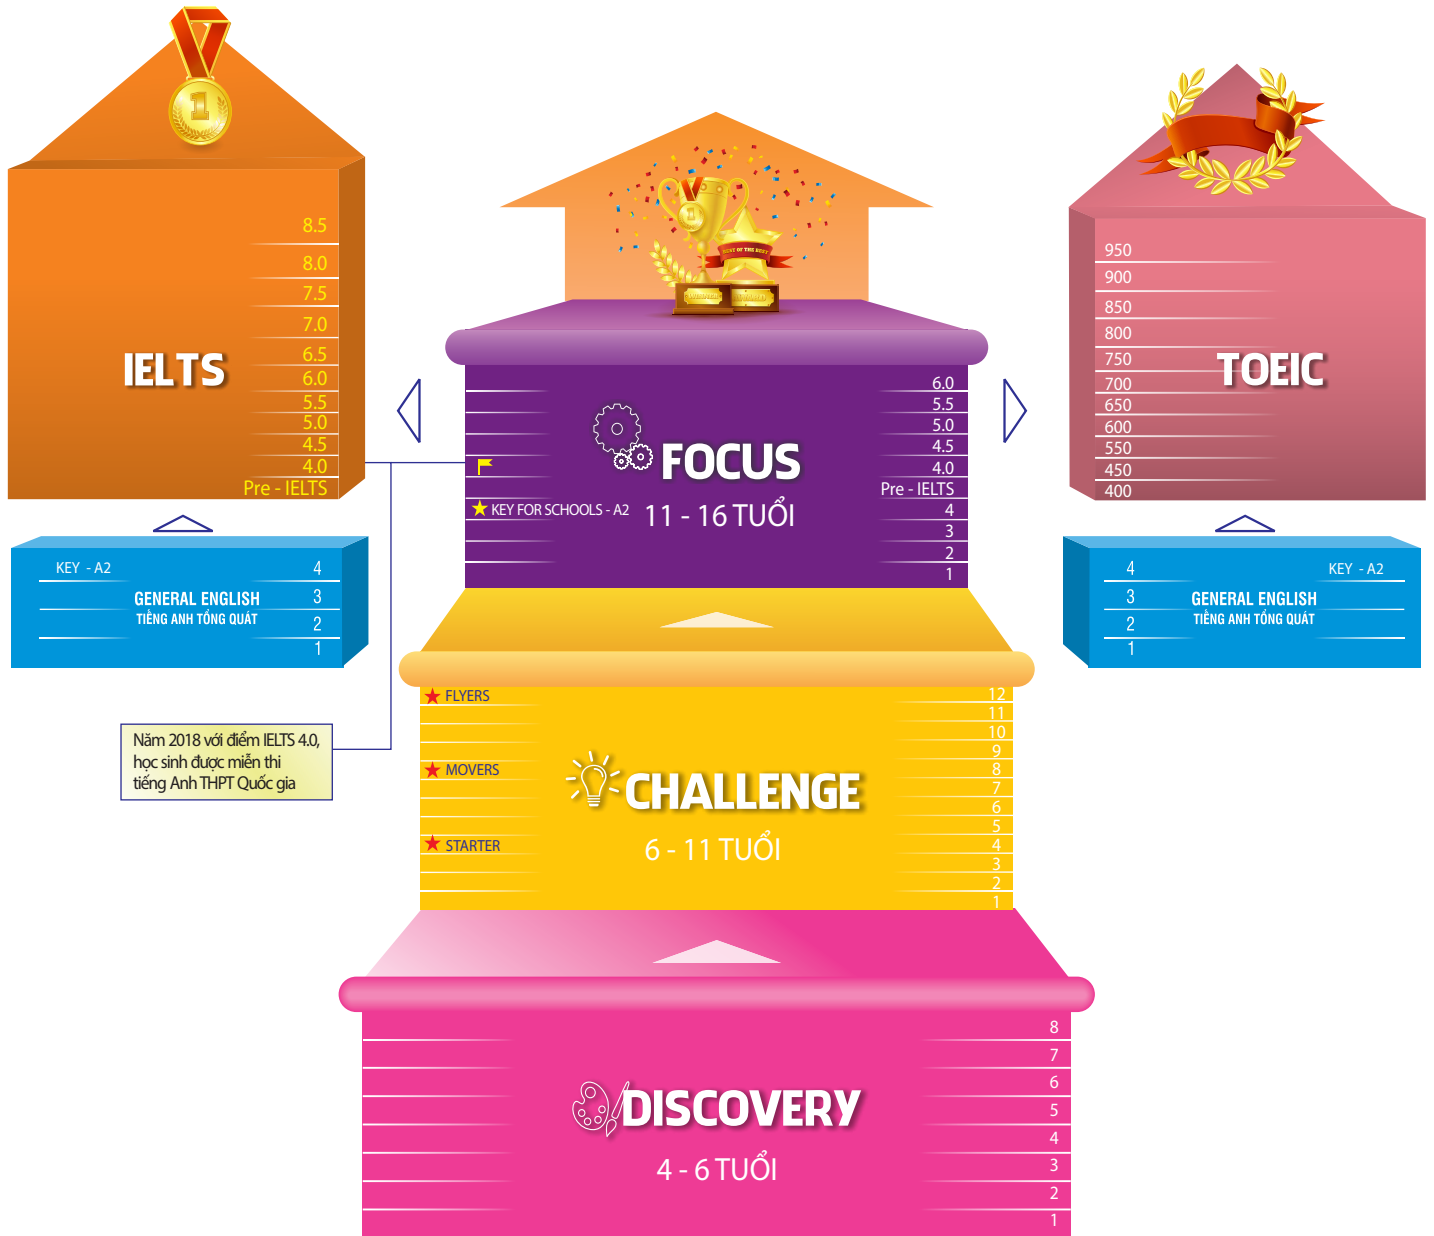 IELTS
8.5
8.0
7.5
7.0
6.5
6.0
5.5
5.0
4.5
4.0
Pre - IELTS
KEY - A2
GENERAL ENGLISH
TIẾNG ANH TỔNG QUÁT
4
3
2
1
Năm 2018 với điểm IELTS 4.0,
học sinh được miễn thi
tiếng Anh THPT Quốc gia
1
1
BEST OF THE BEST
FOCUS
11 - 16 TUỔI
KEY FOR SCHOOLS - A2
6.0
5.5
5.0
4.5
4.0
Pre - IELTS
4
3
2
1
FLYERS
MOVERS
STARTER
CHALLENGE
6 - 11 TUỔI
12
11
10
9
8
7
6
5
4
3
2
1
DISCOVERY
4 - 6 TUỔI
8
7
6
5
4
3
2
1
TOEIC
950
900
850
800
750
700
650
600
550
450
400
4
3
2
1
KEY - A2
GENERAL ENGLISH
TIẾNG ANH TỔNG QUÁT